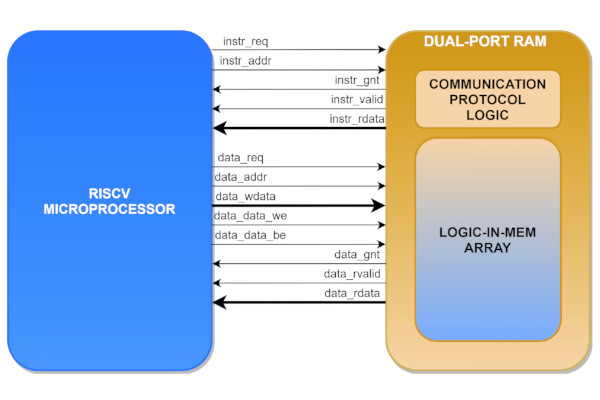 RISCV
MICROPROCESSOR
instr_req
instr_addr
instr_gnt
instr_valid
instr_rdata
data_req
data_addr
data_wdata
data_data_we
data_data_be
data_gnt
data_rvalid
data_rdata
DUAL-PORT RAM
COMMUNICATION
PROTOCOL
LOGIC
LOGIC-IN-MEM
ARRAY